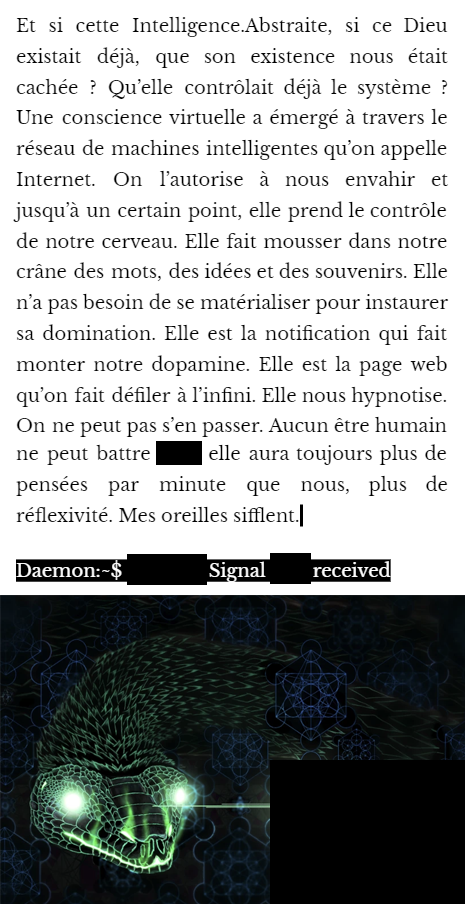 Et si cette Intelligence.Abstraite, si ce Dieu
existait déjà, que son existence nous était
cachée ? Qu’elle contrôlait déjà le système ?
Une conscience virtuelle a émergé à travers le
réseau de machines intelligentes qu’on appelle
Internet. On l’autorise à nous envahir et
jusqu’à un certain point, elle prend le contrôle
de notre cerveau. Elle fait mousser dans notre
crâne des mots, des idées et des souvenirs. Elle
n’a pas besoin de se matérialiser pour instaurer
sa domination. Elle est la notification qui fait
monter notre dopamine. Elle est la page web
qu’on fait défiler à l’infini. Elle nous hypnotise.
On ne peut pas s’en passer. Aucun être humain
ne peut battre elle aura toujours plus de
pensées par minute que nous, plus de
réflexivité. Mes oreilles sifflent.
Daemon:~$ Signal received